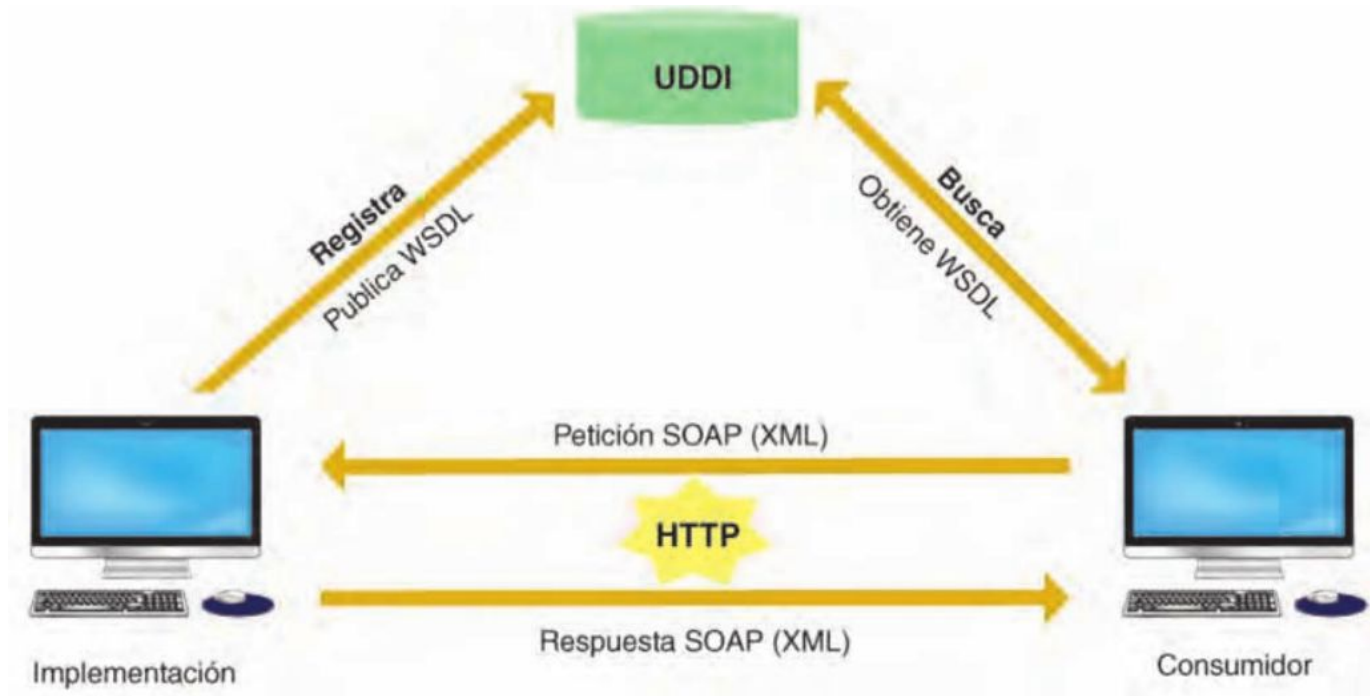 UDDI
Registra
Publica WSDL
Busca
Obtiene WSDL
Petición SOAP (XML)
HTTP
Respuesta SOAP (XML)
Implementación
Consumidor